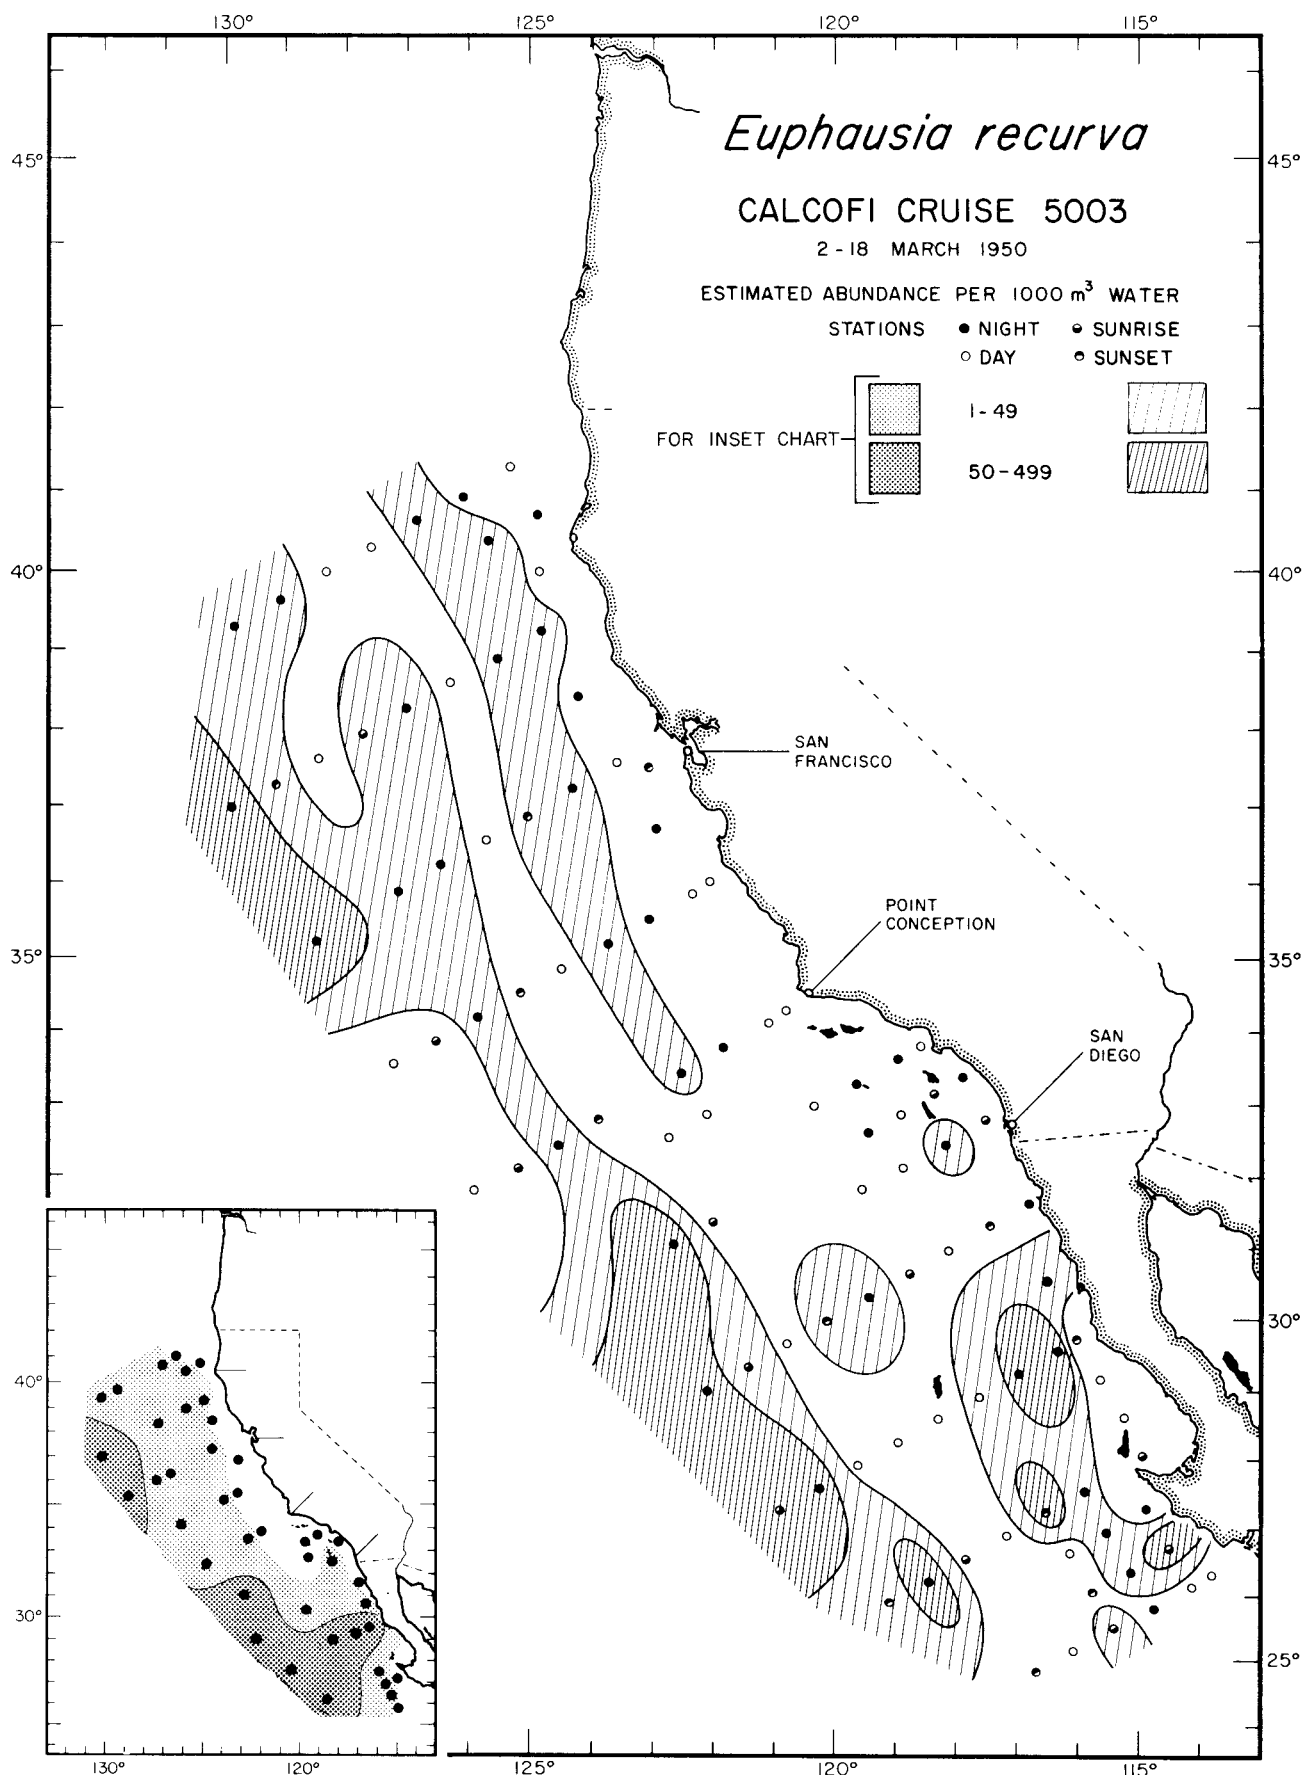 130° 125° 120° 115°
Euphausia recurva
45° 45°
CALCOFI CRUISE 5003
2-18 MARCH 1950
ESTIMATED ABUNDANCE PER 1000 m³ WATER
STATIONS NIGHT SUNRISE
DAY SUNSET
1-49
FOR INSET CHART
50-499
40° 40°
SAN
FRANCISCO
POINT
CONCEPTION
35° 35°
SAN
DIEGO
30°
40°
30°
25°
130° 120° 125° 120° 115°